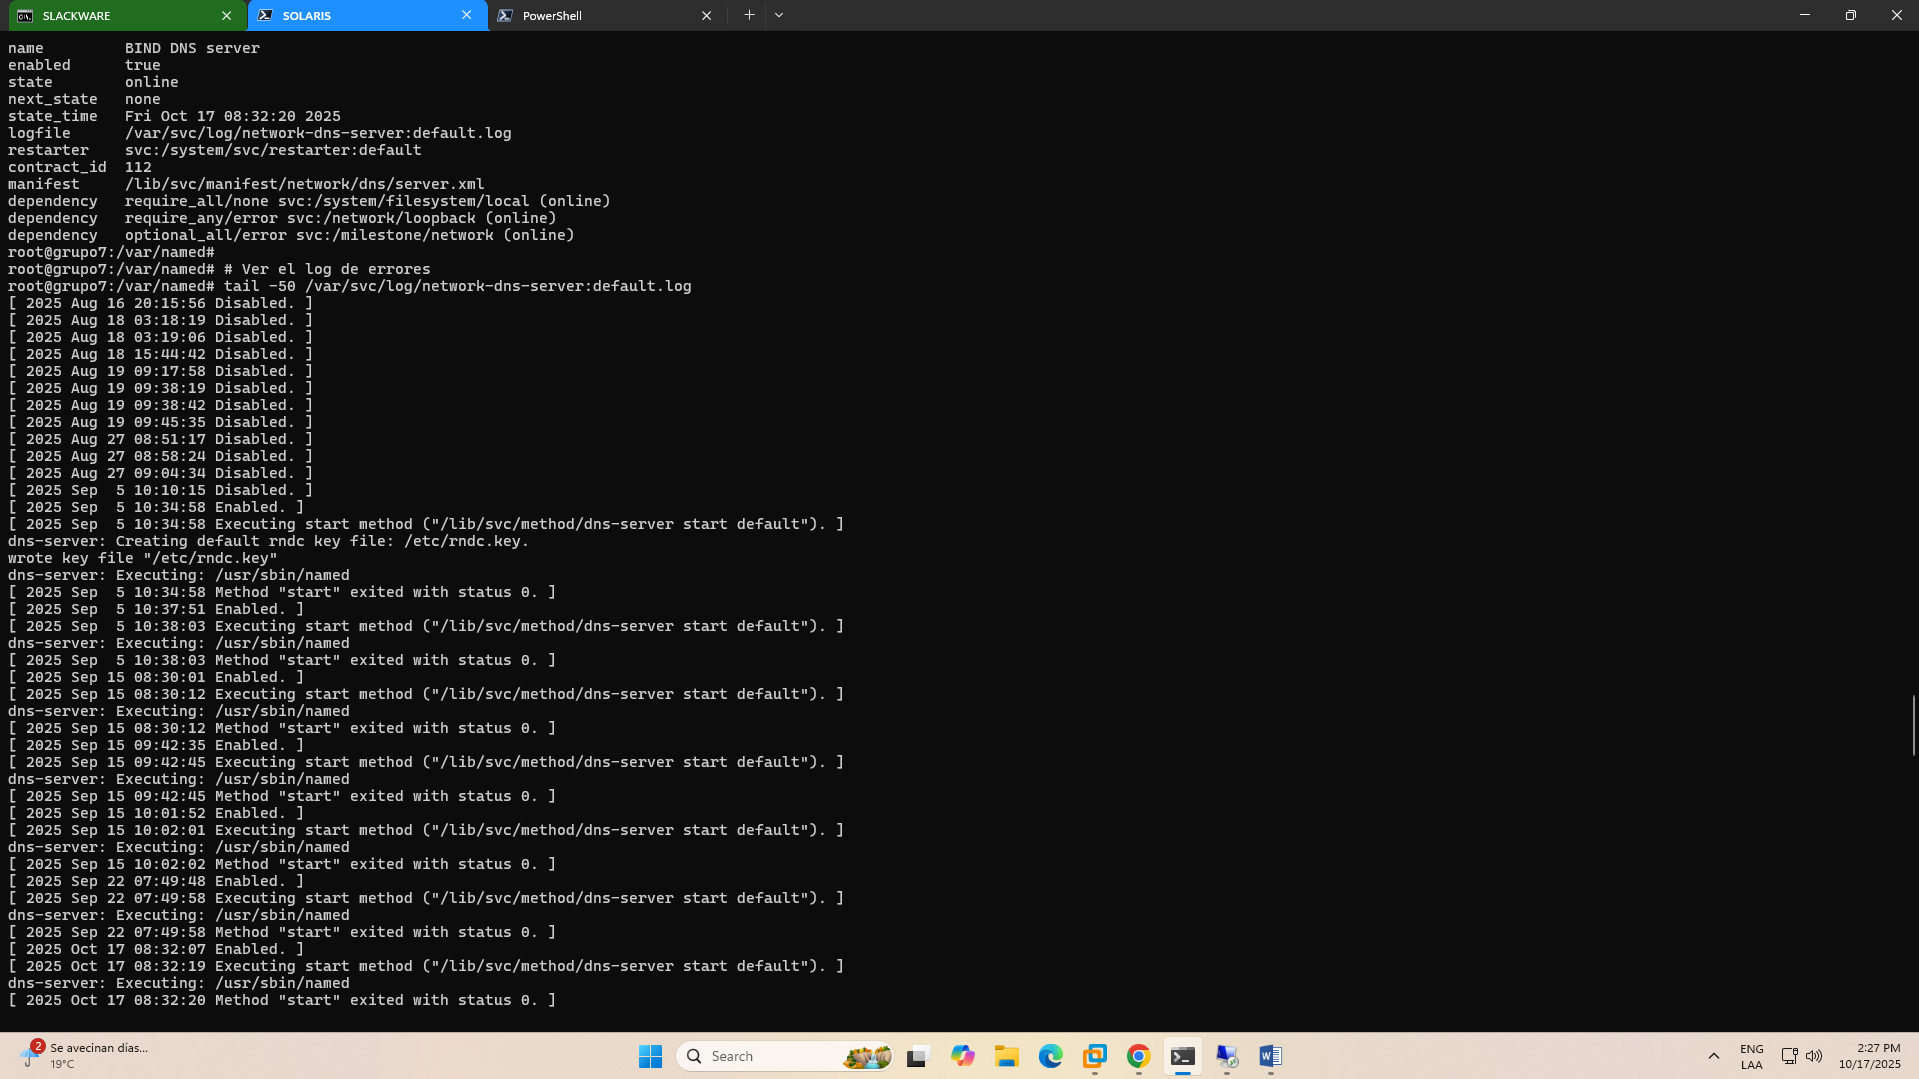 SLACKWARE
SOLARIS
PowerShell
name         BIND DNS server
enabled      true
state        online
next_state   none
state_time   Fri Oct 17 08:32:20 2025
logfile      /var/svc/log/network-dns-server:default.log
restarter    svc:/system/svc/restarter:default
contract_id  112
manifest     /lib/svc/manifest/network/dns/server.xml
dependency   require_all/none svc:/system/filesystem/local (online)
dependency   require_any/error svc:/network/loopback (online)
dependency   optional_all/error svc:/milestone/network (online)
root@grupo7:/var/named#
root@grupo7:/var/named# # Ver el log de errores
root@grupo7:/var/named# tail -50 /var/svc/log/network-dns-server:default.log
[ 2025 Aug 16 20:15:56 Disabled. ]
[ 2025 Aug 18 03:18:19 Disabled. ]
[ 2025 Aug 18 03:19:06 Disabled. ]
[ 2025 Aug 18 15:44:42 Disabled. ]
[ 2025 Aug 19 09:17:58 Disabled. ]
[ 2025 Aug 19 09:38:19 Disabled. ]
[ 2025 Aug 19 09:38:42 Disabled. ]
[ 2025 Aug 19 09:45:35 Disabled. ]
[ 2025 Aug 27 08:51:17 Disabled. ]
[ 2025 Aug 27 08:58:24 Disabled. ]
[ 2025 Aug 27 09:04:34 Disabled. ]
[ 2025 Sep  5 10:10:15 Disabled. ]
[ 2025 Sep  5 10:34:58 Enabled. ]
[ 2025 Sep  5 10:34:58 Executing start method ("/lib/svc/method/dns-server start default"). ]
dns-server: Creating default rndc key file: /etc/rndc.key.
wrote key file "/etc/rndc.key"
dns-server: Executing: /usr/sbin/named
[ 2025 Sep  5 10:34:58 Method "start" exited with status 0. ]
[ 2025 Sep  5 10:37:51 Enabled. ]
[ 2025 Sep  5 10:38:03 Executing start method ("/lib/svc/method/dns-server start default"). ]
dns-server: Executing: /usr/sbin/named
[ 2025 Sep  5 10:38:03 Method "start" exited with status 0. ]
[ 2025 Sep 15 08:30:01 Enabled. ]
[ 2025 Sep 15 08:30:12 Executing start method ("/lib/svc/method/dns-server start default"). ]
dns-server: Executing: /usr/sbin/named
[ 2025 Sep 15 08:30:12 Method "start" exited with status 0. ]
[ 2025 Sep 15 09:42:35 Enabled. ]
[ 2025 Sep 15 09:42:45 Executing start method ("/lib/svc/method/dns-server start default"). ]
dns-server: Executing: /usr/sbin/named
[ 2025 Sep 15 09:42:45 Method "start" exited with status 0. ]
[ 2025 Sep 15 10:01:52 Enabled. ]
[ 2025 Sep 15 10:02:01 Executing start method ("/lib/svc/method/dns-server start default"). ]
dns-server: Executing: /usr/sbin/named
[ 2025 Sep 15 10:02:02 Method "start" exited with status 0. ]
[ 2025 Sep 22 07:49:48 Enabled. ]
[ 2025 Sep 22 07:49:58 Executing start method ("/lib/svc/method/dns-server start default"). ]
dns-server: Executing: /usr/sbin/named
[ 2025 Sep 22 07:49:58 Method "start" exited with status 0. ]
[ 2025 Oct 17 08:32:07 Enabled. ]
[ 2025 Oct 17 08:32:19 Executing start method ("/lib/svc/method/dns-server start default"). ]
dns-server: Executing: /usr/sbin/named
[ 2025 Oct 17 08:32:20 Method "start" exited with status 0. ]
2
Se avecinan días...
19°C
Search
ENG
LAA
2:27 PM
10/17/2025